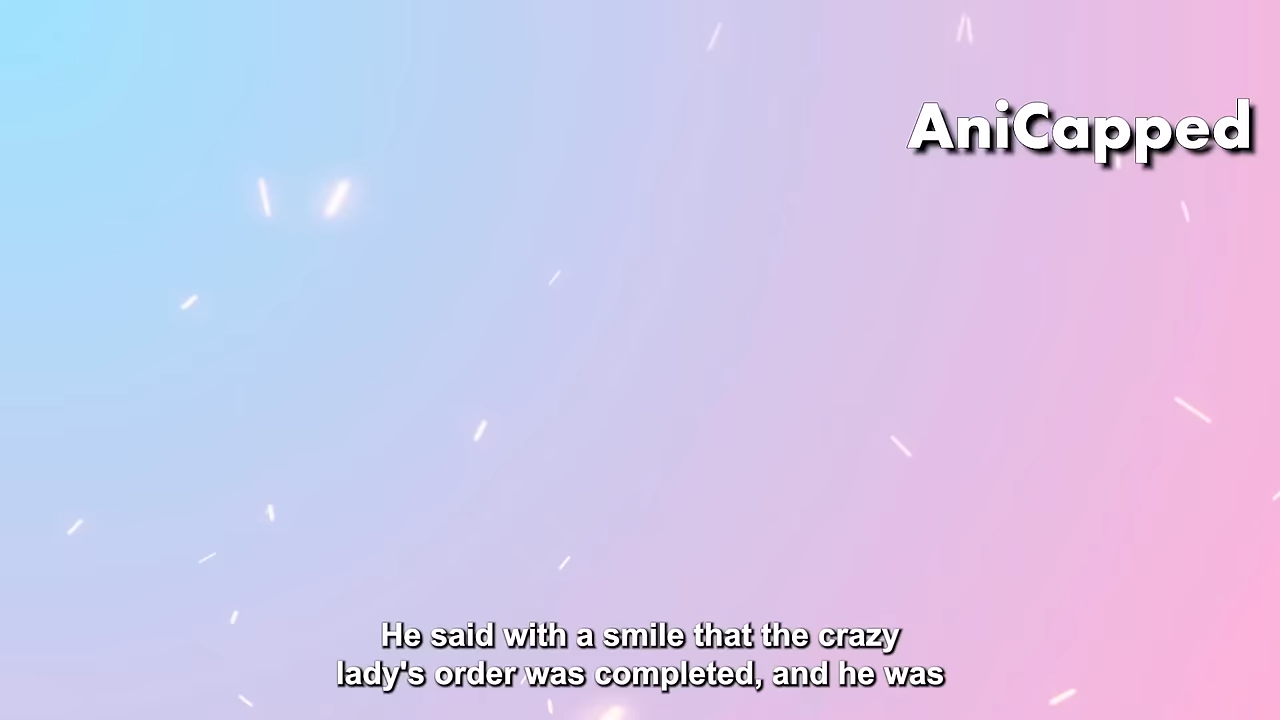 AniCapped
He said with a smile that the crazy
lady's order was completed, and he was